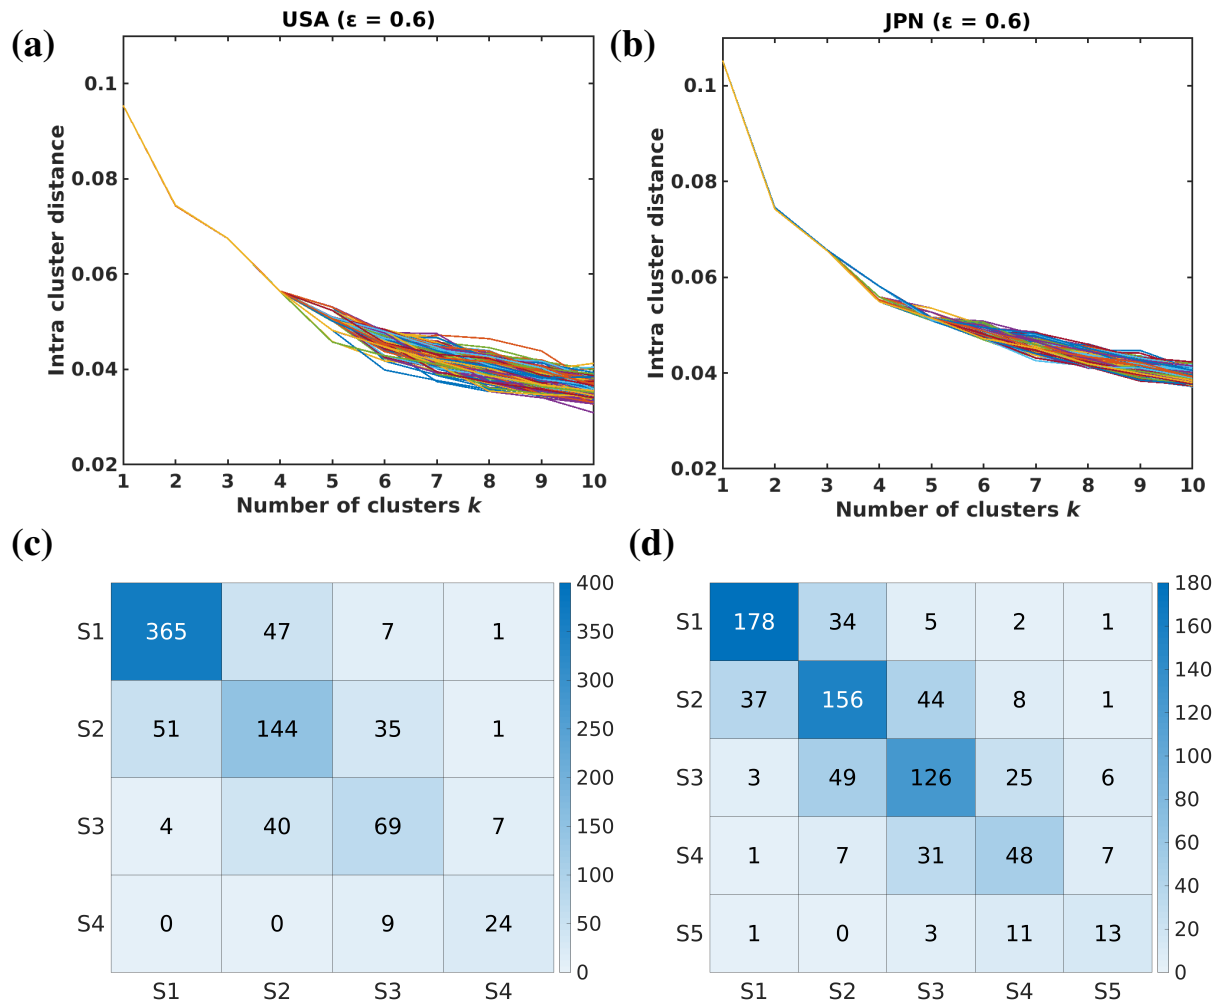 (a)
USA (ε = 0.6)
0.1
0.08
0.06
0.04
0.02
Intra cluster distance
1 2 3 4 5 6 7 8 9 10
Number of clusters k
(b)
JPN (ε = 0.6)
0.1
0.08
0.06
0.04
0.02
Intra cluster distance
1 2 3 4 5 6 7 8 9 10
Number of clusters k
(c)
S1 365 47 7 1
S2 51 144 35 1
S3 4 40 69 7
S4 0 0 9 24
S1 S2 S3 S4
400
350
300
250
200
150
100
50
0
(d)
S1 178 34 5 2 1
S2 37 156 44 8 1
S3 3 49 126 25 6
S4 1 7 31 48 7
S5 1 0 3 11 13
S1 S2 S3 S4 S5
180
160
140
120
100
80
60
40
20
0